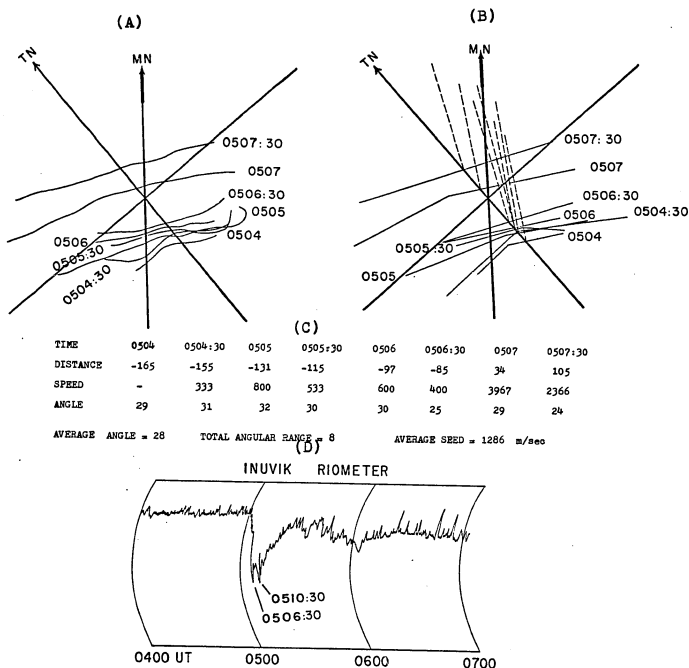 (A)
TN
MN
0507:30
0507
0506:30
0505
0506
0504
0505:30
0504:30
(B)
TN
MN
0507:30
0507
0506:30
0506
0504:30
0504
0505:30
0505
(C)
TIME 0504 0504:30 0505 0505:30 0506 0506:30 0507 0507:30
DISTANCE -165 -155 -131 -115 -97 -85 34 105
SPEED - 333 800 533 600 400 3967 2366
ANGLE 29 31 32 30 30 25 29 24
AVERAGE ANGLE = 28 TOTAL ANGULAR RANGE = 8 AVERAGE SEED = 1286 m/sec
(D)
INUVIK RIOMETER
0510:30
0506:30
0400 UT 0500 0600 0700